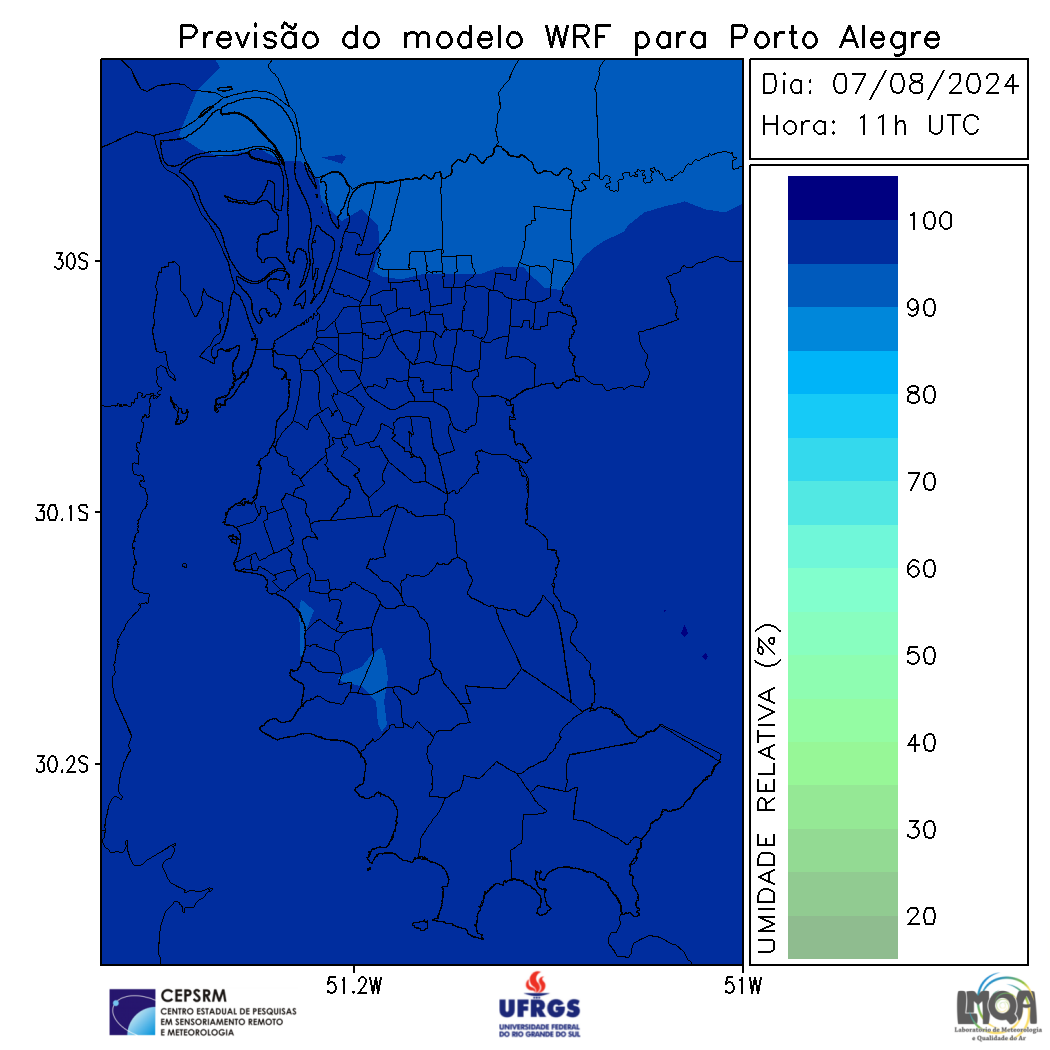 Previsão do modelo WRF para Porto Alegre
Dia: 07/08/2024
Hora: 11h UTC
100
90
80
70
60
50
40
30
20
UMIDADE RELATIVA (%)
30S
30.1S
30.2S
51.2W
51W
CEPSRM
CENTRO ESTADUAL DE PESQUISAS
EM SENSORIAMENTO REMOTO
E METEOROLOGIA
UFRGS
UNIVERSIDADE FEDERAL
DO RIO GRANDE DO SUL
LMQA
Laboratório de Meteorologia
e Qualidade do Ar